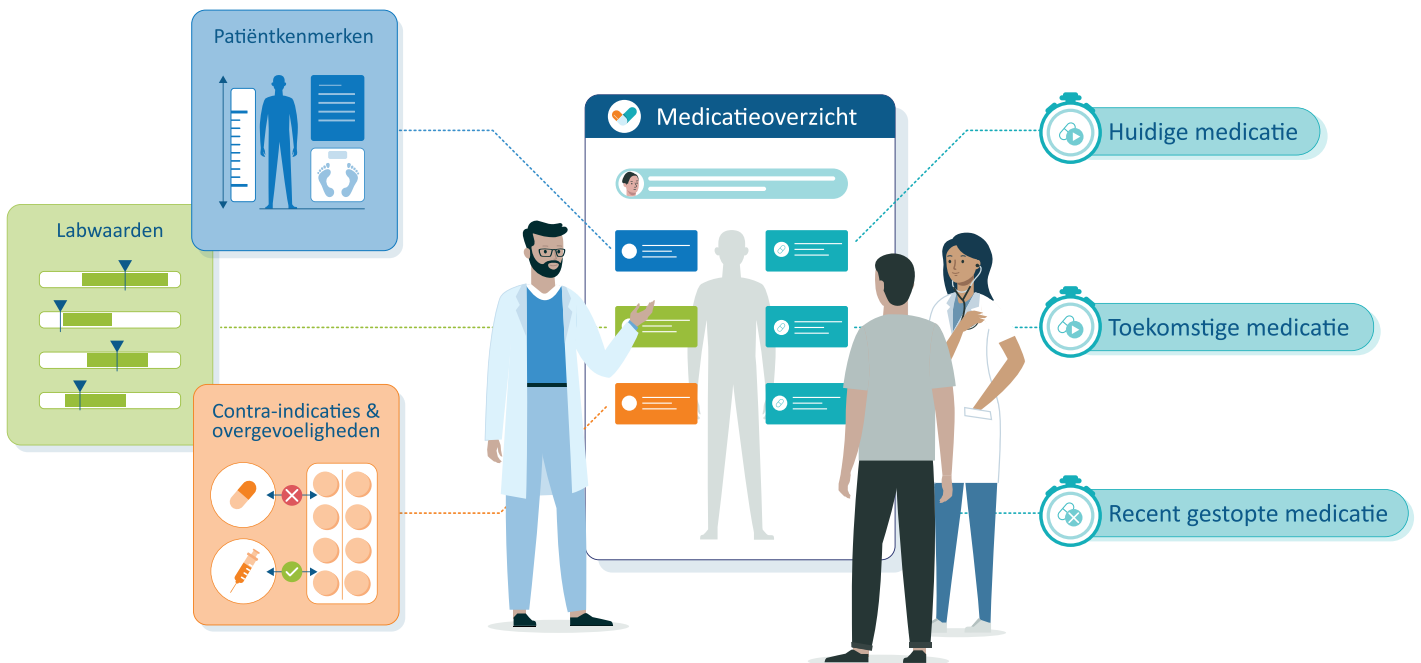 Patiëntkenmerken
Labwaarden
Contra-indicaties &
overgevoeligheden
Medicatieoverzicht
Huidige medicatie
Toekomstige medicatie
Recent gestopte medicatie